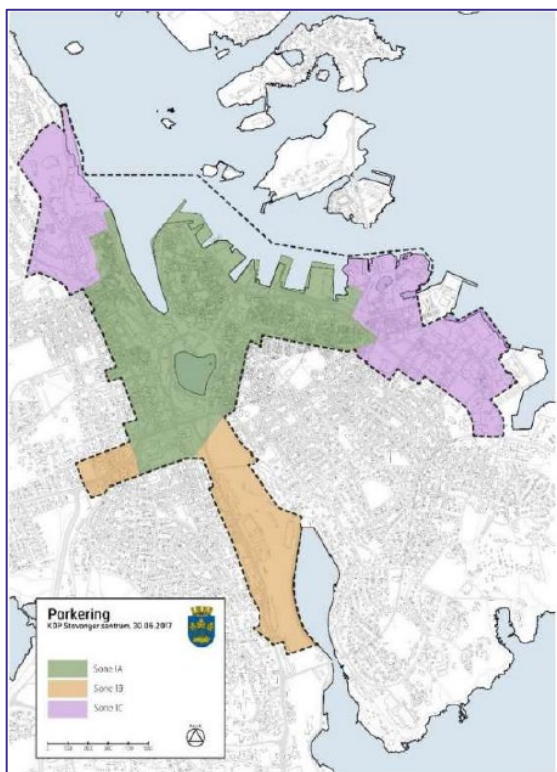 Parkering
KDP Stavanger sentrum, 30.06.2017
Sone 1A
Sone 1B
Sone 1C